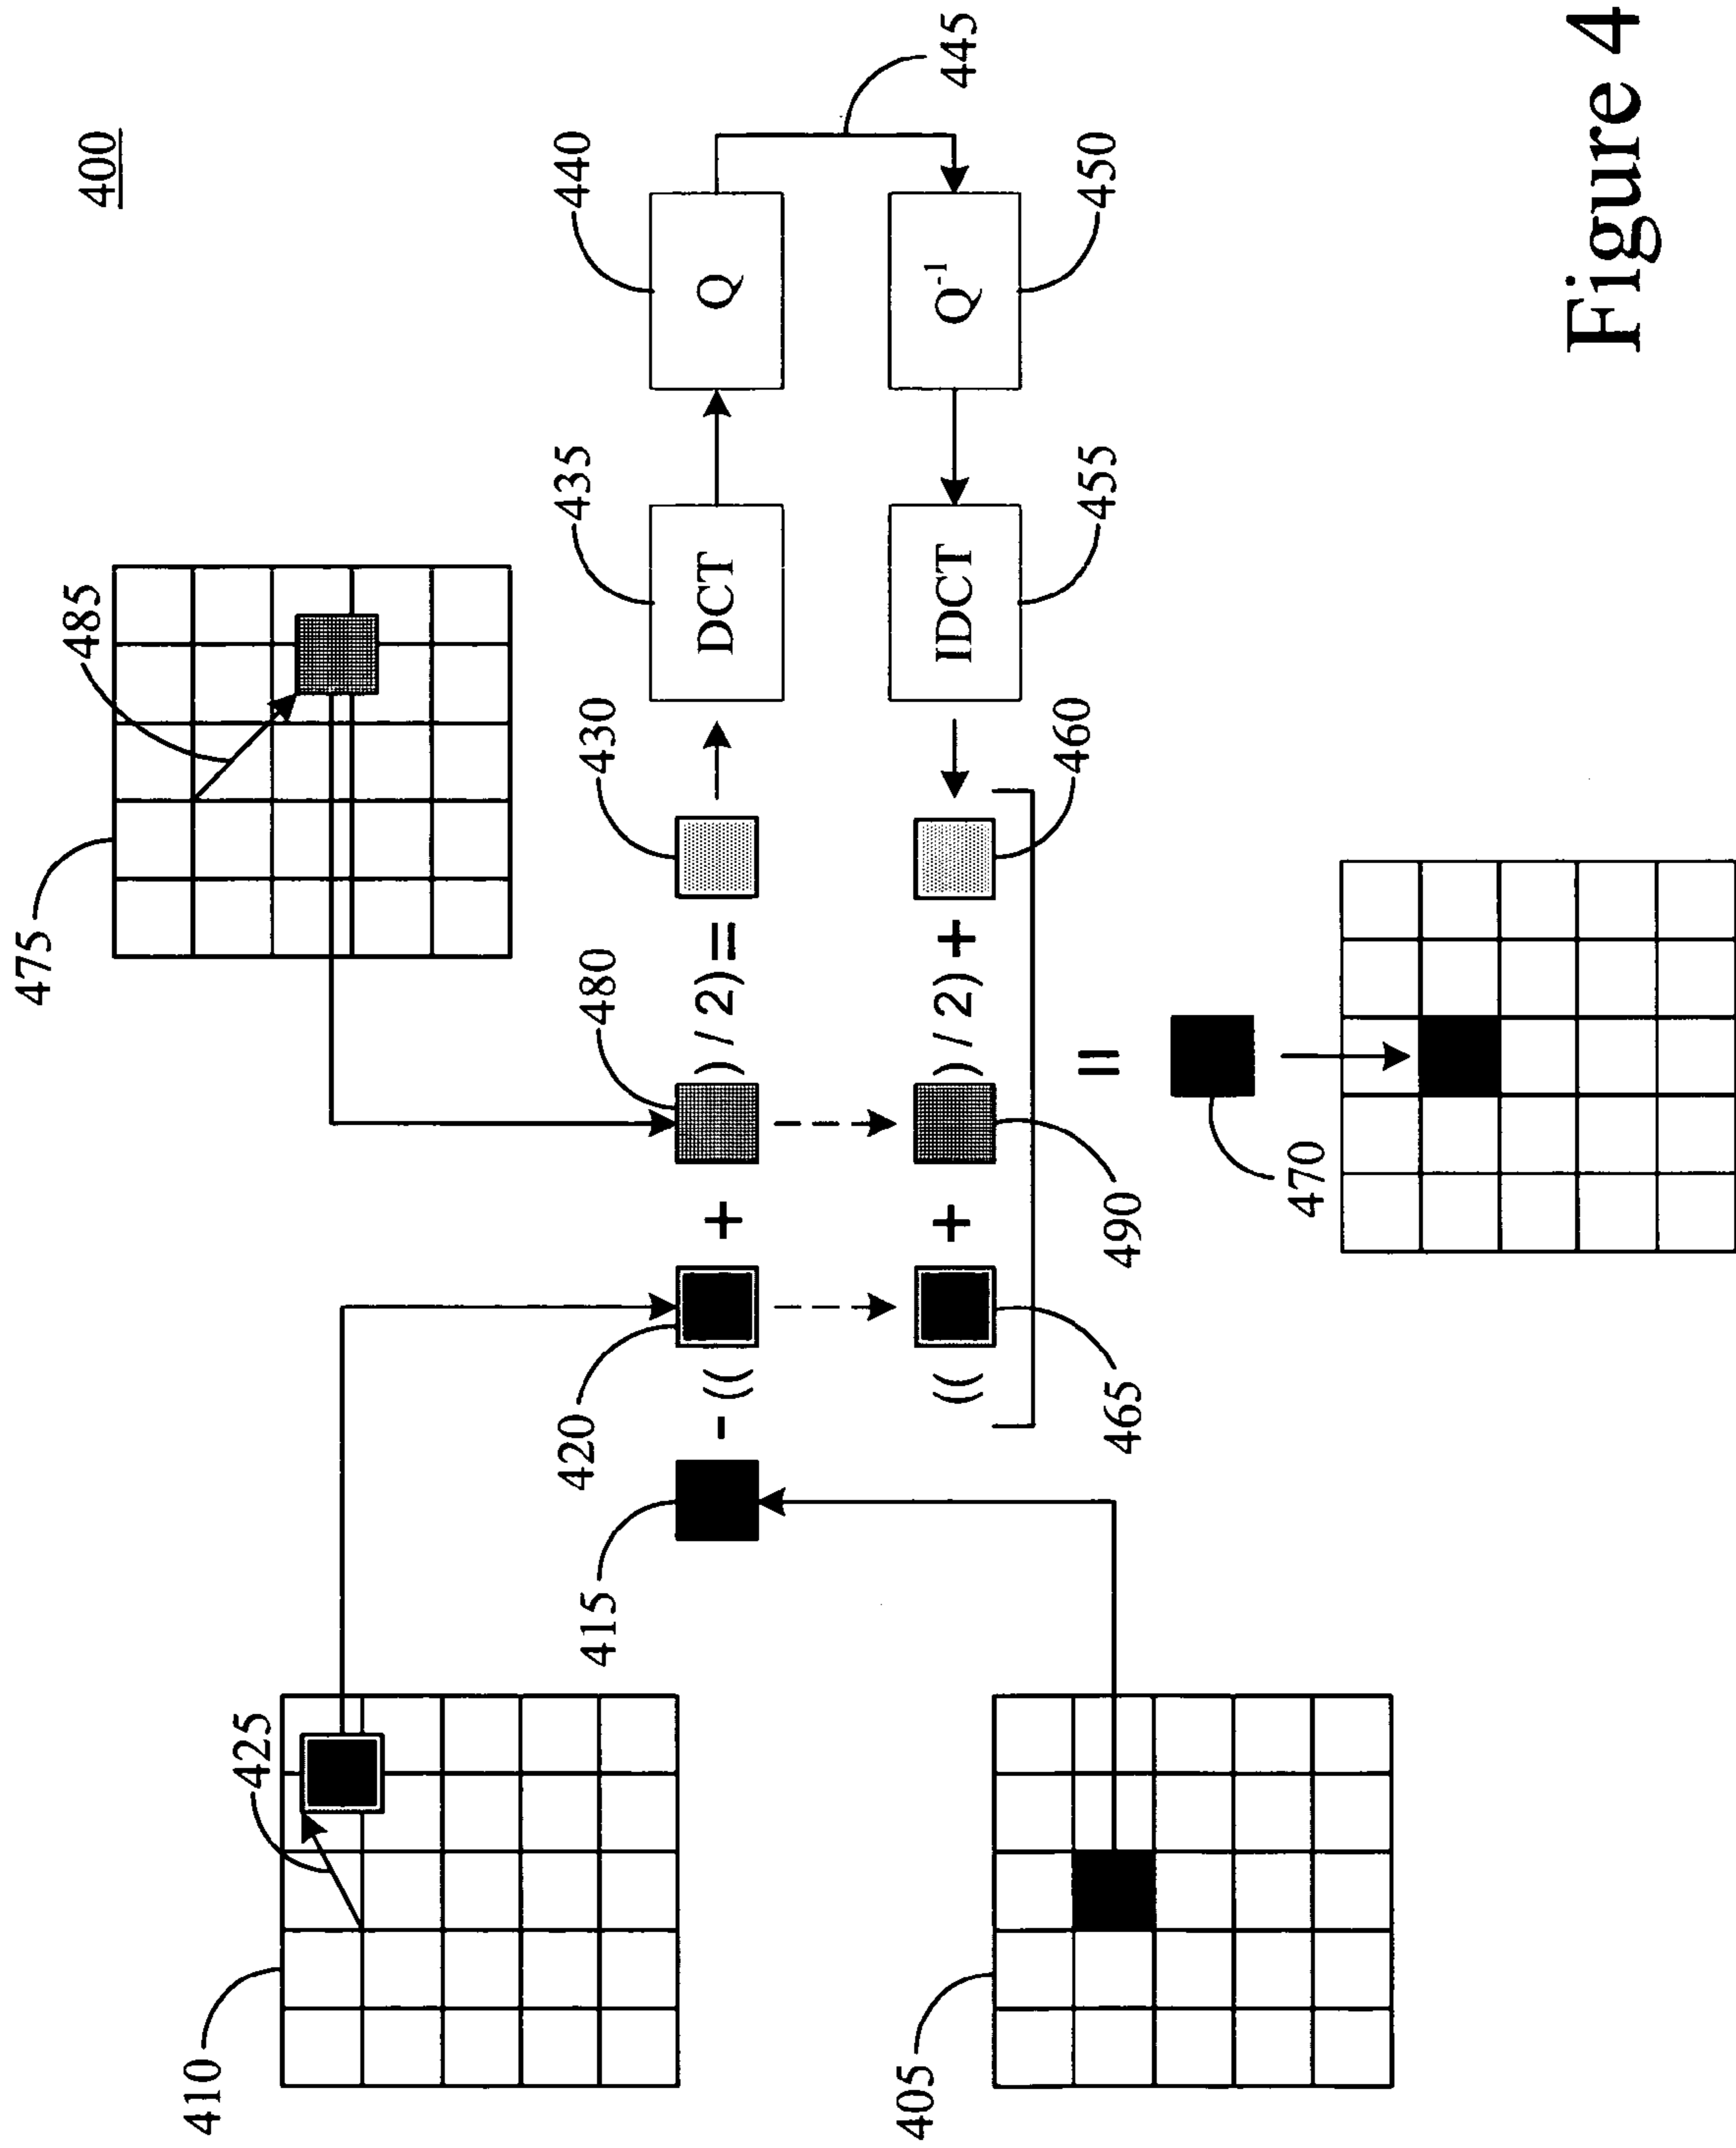 400
475
485
410
425
480
430
435
440
420
- (( + ) / 2) =
DCT
Q
445
415
(( + ) / 2) +
IDCT
Q-1
465
490
460
455
450
=
405
470
Figure 4